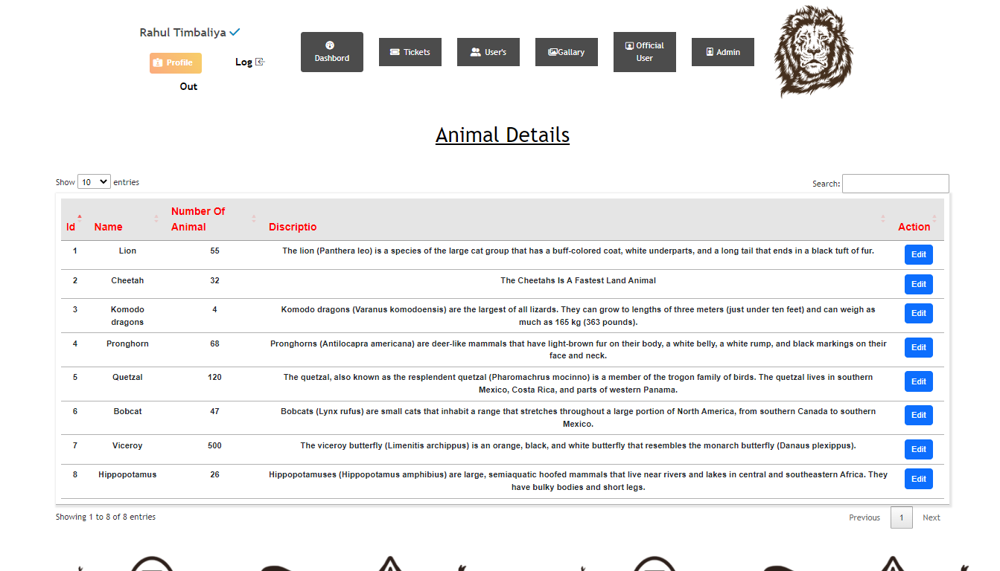 Rahul Timbaliya
Profile
Log
Out
Dashbord
Tickets
User's
Gallary
Official
User
Admin
Animal Details
Show 10 entries
Search:
Id
Name
Number Of
Animal
Discriptio
Action
1 Lion 55 The lion (Panthera leo) is a species of the large cat group that has a buff-colored coat, white underparts, and a long tail that ends in a black tuft of fur. Edit
2 Cheetah 32 The Cheetahs Is A Fastest Land Animal Edit
3 Komodo
dragons
4 Komodo dragons (Varanus komodoensis) are the largest of all lizards. They can grow to lengths of three meters (just under ten feet) and can weigh as
much as 165 kg (363 pounds).
Edit
4 Pronghorn 68 Pronghorns (Antilocapra americana) are deer-like mammals that have light-brown fur on their body, a white belly, a white rump, and black markings on their
face and neck.
Edit
5 Quetzal 120 The quetzal, also known as the resplendent quetzal (Pharomachrus mocinno) is a member of the trogon family of birds. The quetzal lives in southern
Mexico, Costa Rica, and parts of western Panama.
Edit
6 Bobcat 47 Bobcats (Lynx rufus) are small cats that inhabit a range that stretches throughout a large portion of North America, from southern Canada to southern
Mexico.
Edit
7 Viceroy 500 The viceroy butterfly (Limenitis archippus) is an orange, black, and white butterfly that resembles the monarch butterfly (Danaus plexippus). Edit
8 Hippopotamus 26 Hippopotamuses (Hippopotamus amphibius) are large, semiaquatic hoofed mammals that live near rivers and lakes in central and southeastern Africa. They
have bulky bodies and short legs.
Edit
Showing 1 to 8 of 8 entries
Previous 1 Next